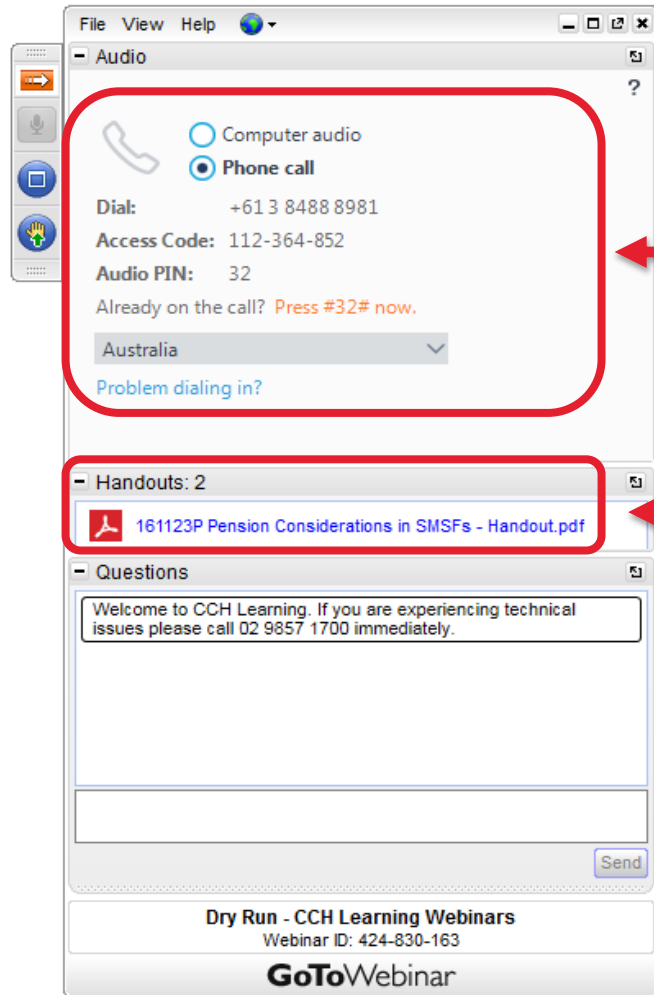 File View Help
Audio
?
Computer audio
Phone call
Dial: +61 3 8488 8981
Access Code: 112-364-852
Audio PIN: 32
Already on the call? Press #32# now.
Australia
Problem dialing in?
Handouts: 2
161123P Pension Considerations in SMSFs - Handout.pdf
Questions
Welcome to CCH Learning. If you are experiencing technical
issues please call 02 9857 1700 immediately.
Send
Dry Run - CCH Learning Webinars
Webinar ID: 424-830-163
GoToWebinar